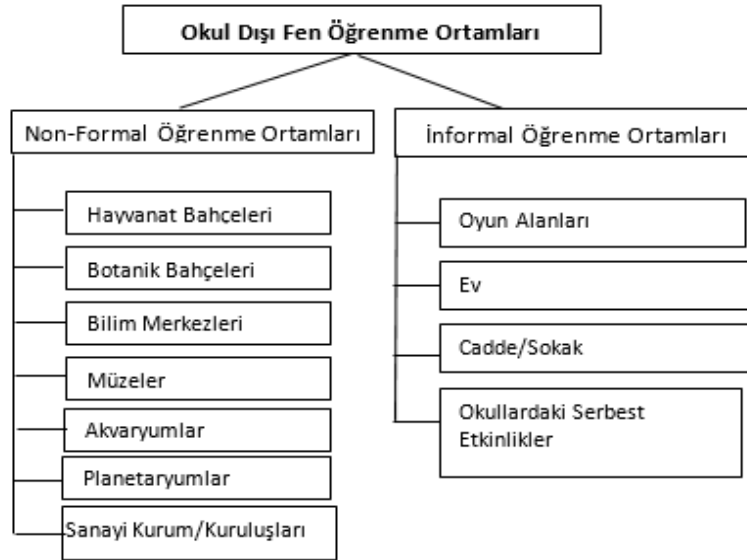 Okul Dışı Fen Öğrenme Ortamları
Non-Formal Öğrenme Ortamları
Hayvanat Bahçeleri
Botanik Bahçeleri
Bilim Merkezleri
Müzeler
Akvaryumlar
Planetaryumlar
Sanayi Kurum/Kuruluşları
İnformal Öğrenme Ortamları
Oyun Alanları
Ev
Cadde/Sokak
Okullardaki Serbest
Etkinlikler